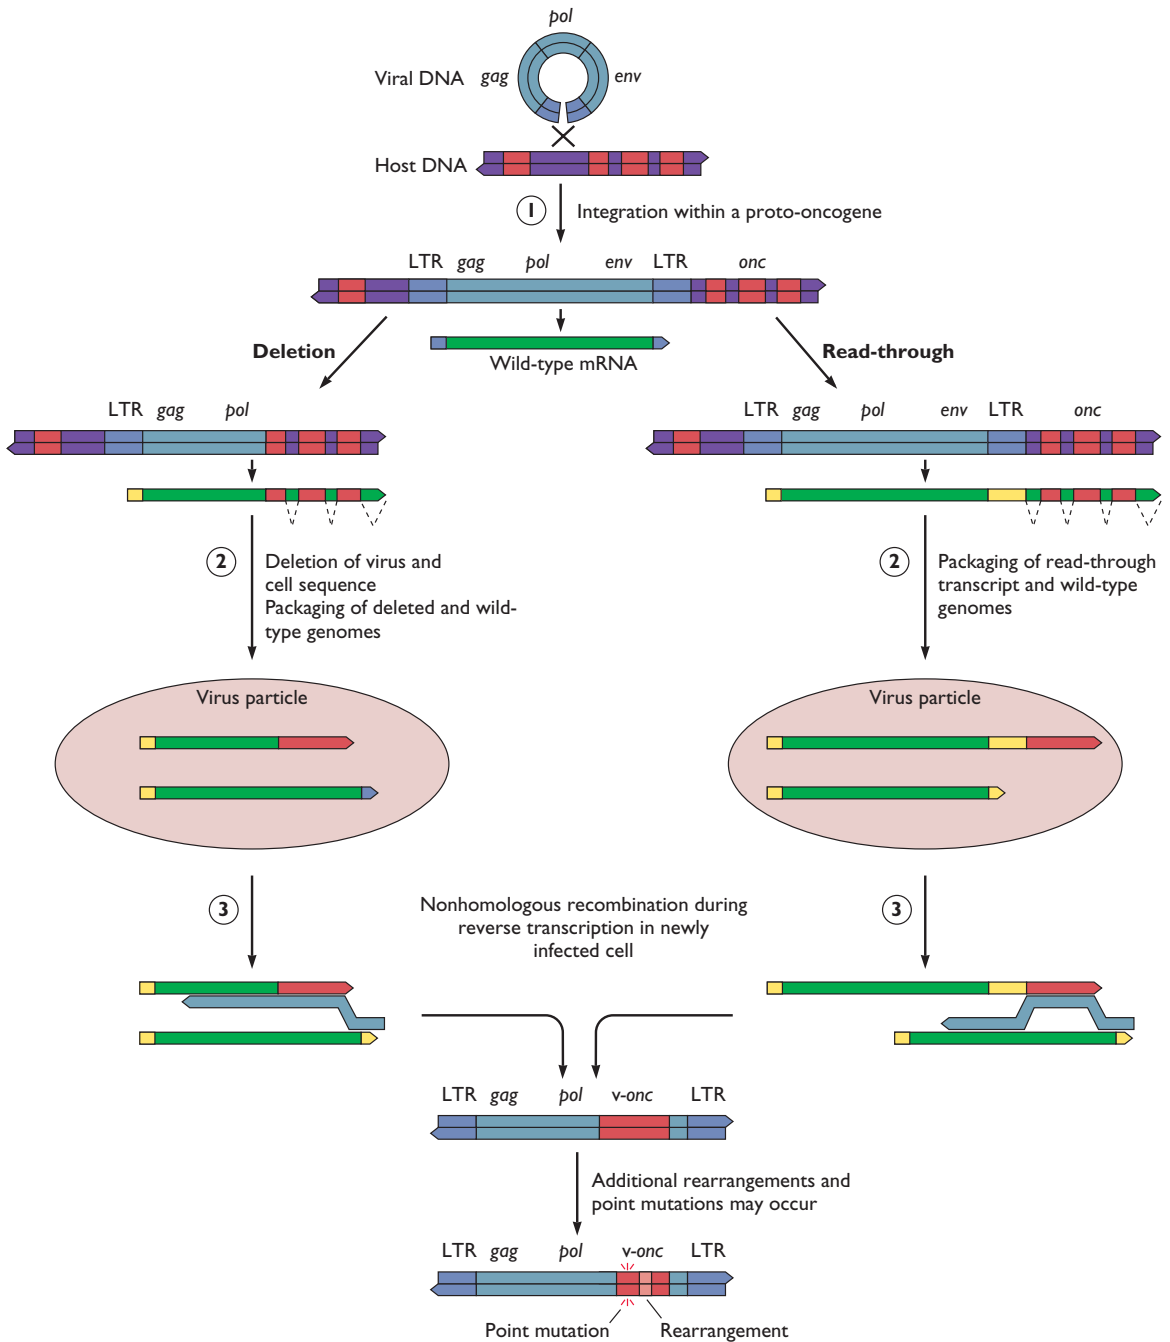 pol
Viral DNA gag env
Host DNA
1 Integration within a proto-oncogene
LTR gag pol env LTR onc
Deletion
Wild-type mRNA
Read-through
LTR gag pol
LTR gag pol env LTR onc
2 Deletion of virus and
cell sequence
Packaging of deleted and wild-
type genomes
2 Packaging of read-through
transcript and wild-type
genomes
Virus particle
Virus particle
3
Nonhomologous recombination during
reverse transcription in newly
infected cell
3
LTR gag pol v-onc LTR
Additional rearrangements and
point mutations may occur
LTR gag pol v-onc LTR
Point mutation Rearrangement